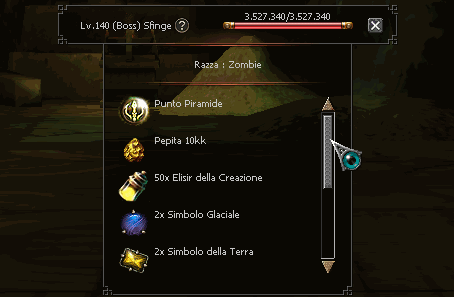 3.527.340/3.527.340
Lv.140 (Boss) Sfinge ?
Razza : Zombie
Punto Piramide
Pepita 10kk
50x Elisir della Creazione
2x Simbolo Glaciale
2x Simbolo della Terra